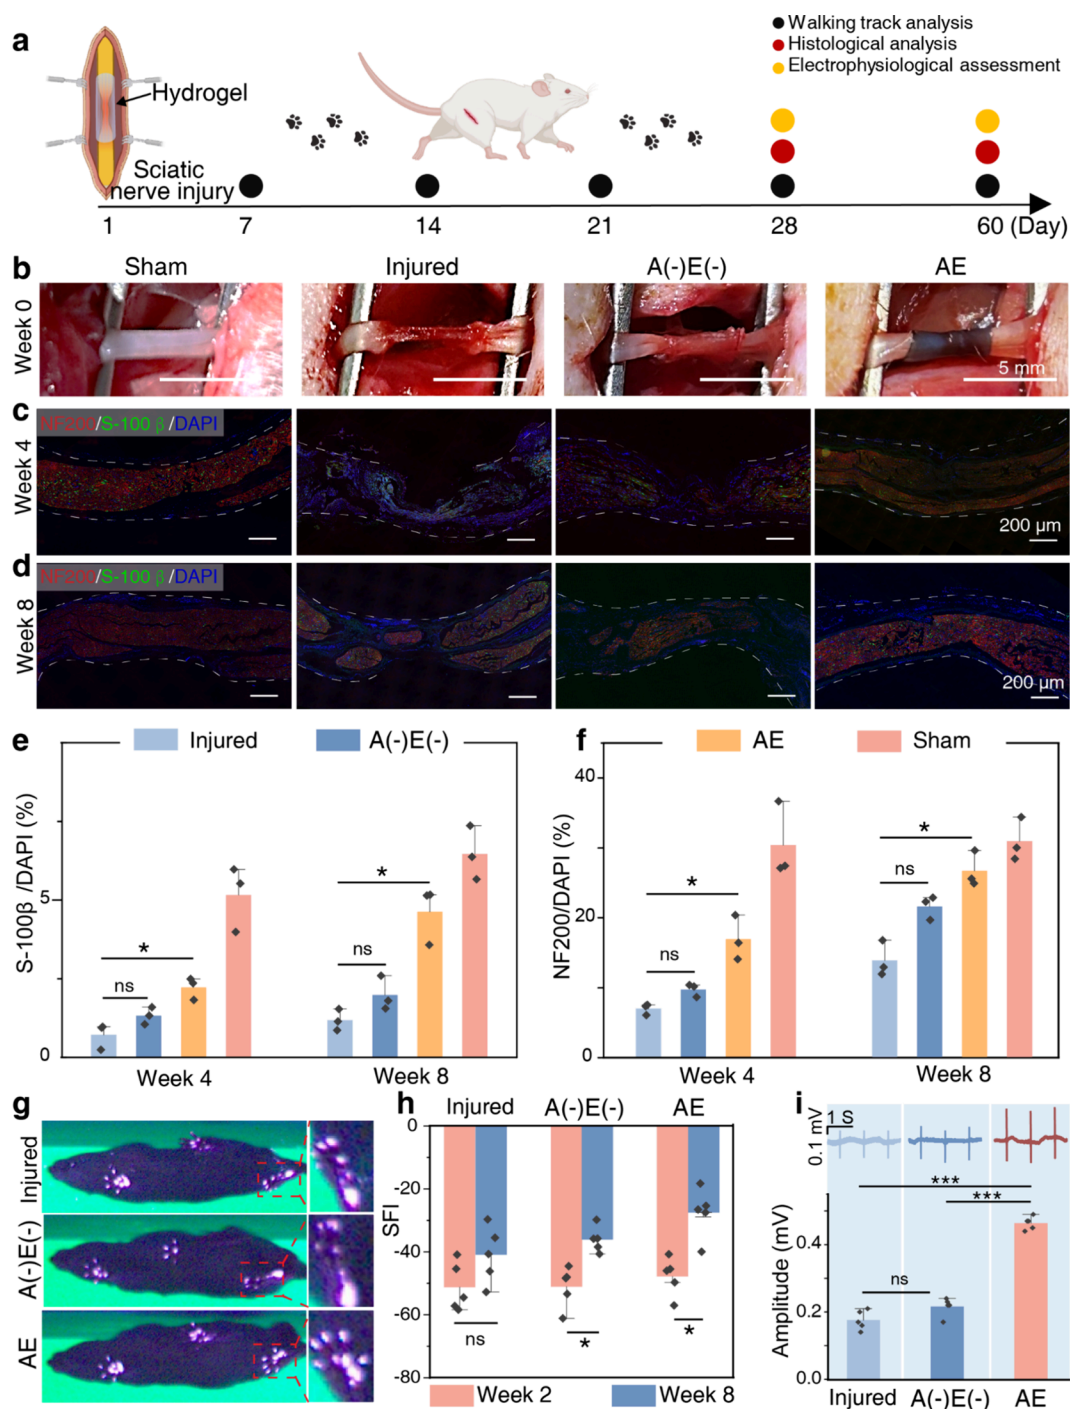 a
Walking track analysis
Histological analysis
Electrophysiological assessment
Hydrogel
Sciatic
nerve injury
1 7 14 21 28 60 (Day)
b
Sham Injured A(-)E(-) AE
Week 0
5 mm
c
NF200/S-100 β /DAPI
Week 4
200 µm
d
NF200/S-100 β /DAPI
Week 8
200 µm
e
Injured A(-)E(-)
S-100β /DAPI (%)
5
0
ns
*
ns
*
Week 4 Week 8
f
AE Sham
NF200/DAPI (%)
40
20
0
ns
*
ns
*
Week 4 Week 8
g
Injured
A(-)E(-)
AE
h
Injured A(-)E(-) AE
SFI
0
-20
-40
-60
-80
ns
*
*
Week 2 Week 8
i
1 S
0.1 mV
***
***
ns
Amplitude (mV)
0.4
0.2
0.0
Injured A(-)E(-) AE